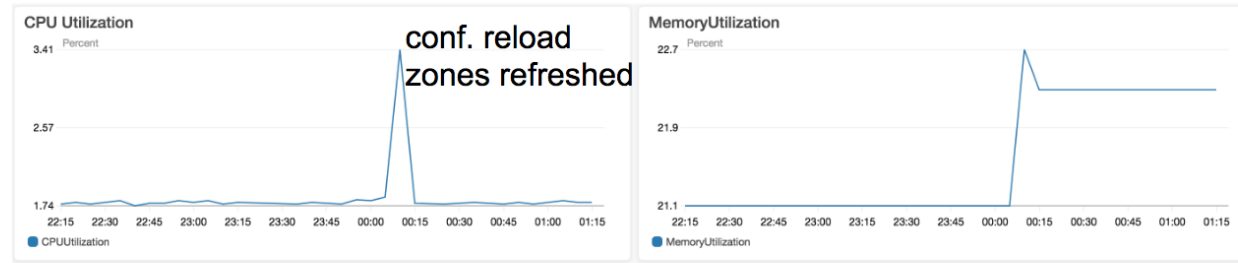 CPU Utilization
Percent
conf. reload
zones refreshed
3.41
2.57
1.74
22:15 22:30 22:45 23:00 23:15 23:30 23:45 00:00 00:15 00:30 00:45 01:00 01:15
CPUUtilization
MemoryUtilization
Percent
22.7
21.9
21.1
22:15 22:30 22:45 23:00 23:15 23:30 23:45 00:00 00:15 00:30 00:45 01:00 01:15
MemoryUtilization